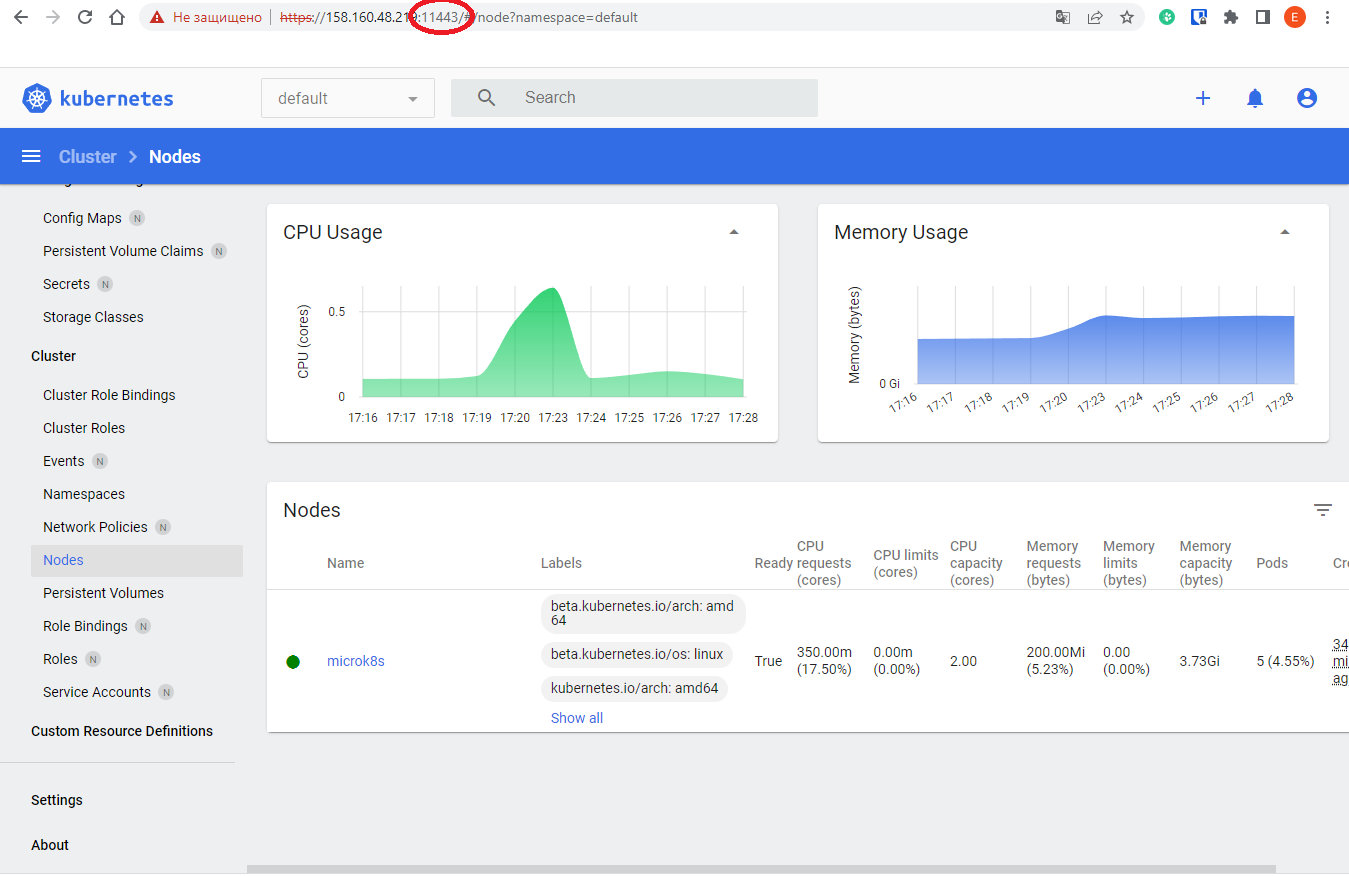 Не защищено https://158.160.48.219:11443/#/node?namespace=default E
kubernetes default Search
Cluster Nodes
Config Maps N
Persistent Volume Claims N
Secrets N
Storage Classes
Cluster
Cluster Role Bindings
Cluster Roles
Events N
Namespaces
Network Policies N
Nodes
Persistent Volumes
Role Bindings N
Roles N
Service Accounts N
Custom Resource Definitions
Settings
About
CPU Usage
CPU (cores)
0.5
0
17:16 17:17 17:18 17:19 17:20 17:23 17:24 17:25 17:26 17:27 17:28
Memory Usage
Memory (bytes)
0 Gi
17:16 17:17 17:18 17:19 17:20 17:23 17:24 17:25 17:26 17:27 17:28
Nodes
Name
Labels
Ready
CPU
requests
(cores)
CPU limits
(cores)
CPU
capacity
(cores)
Memory
requests
(bytes)
Memory
limits
(bytes)
Memory
capacity
(bytes)
Pods
Cre
microk8s
beta.kubernetes.io/arch: amd
64
beta.kubernetes.io/os: linux
kubernetes.io/arch: amd64
Show all
True
350.00m
(17.50%)
0.00m
(0.00%)
2.00
200.00Mi
(5.23%)
0.00
(0.00%)
3.73Gi
5 (4.55%)
34
mi
ag